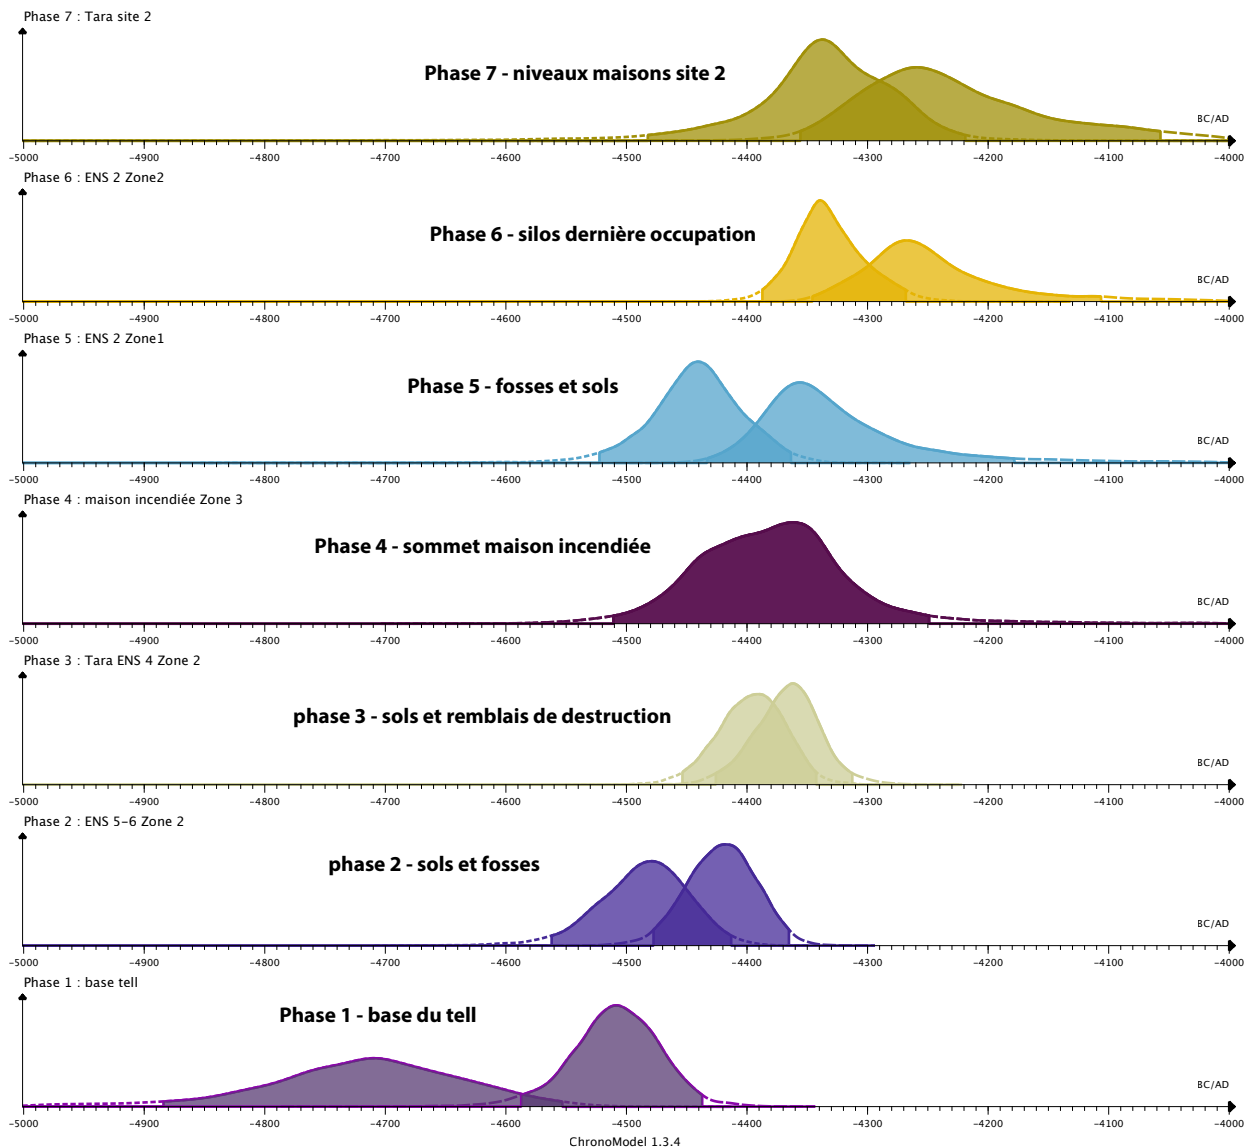 Phase 7 : Tara site 2
Phase 7 - niveaux maisons site 2
BC/AD
-5000 -4900 -4800 -4700 -4600 -4500 -4400 -4300 -4200 -4100 -4000
Phase 6 : ENS 2 Zone2
Phase 6 - silos dernière occupation
BC/AD
-5000 -4900 -4800 -4700 -4600 -4500 -4400 -4300 -4200 -4100 -4000
Phase 5 : ENS 2 Zone1
Phase 5 - fosses et sols
BC/AD
-5000 -4900 -4800 -4700 -4600 -4500 -4400 -4300 -4200 -4100 -4000
Phase 4 : maison incendiée Zone 3
Phase 4 - sommet maison incendiée
BC/AD
-5000 -4900 -4800 -4700 -4600 -4500 -4400 -4300 -4200 -4100 -4000
Phase 3 : Tara ENS 4 Zone 2
phase 3 - sols et remblais de destruction
BC/AD
-5000 -4900 -4800 -4700 -4600 -4500 -4400 -4300 -4200 -4100 -4000
Phase 2 : ENS 5-6 Zone 2
phase 2 - sols et fosses
BC/AD
-5000 -4900 -4800 -4700 -4600 -4500 -4400 -4300 -4200 -4100 -4000
Phase 1 : base tell
Phase 1 - base du tell
BC/AD
-5000 -4900 -4800 -4700 -4600 -4500 -4400 -4300 -4200 -4100 -4000
ChronoModel 1.3.4